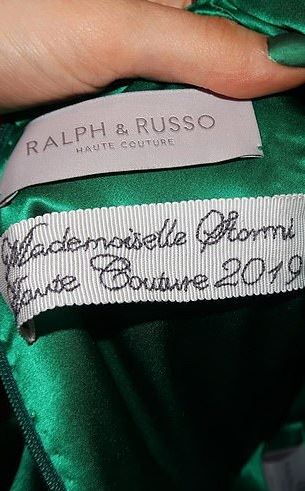 RALPH & RUSSO
HAUTE COUTURE
Mademoiselle Stormi
Haute Couture 2019